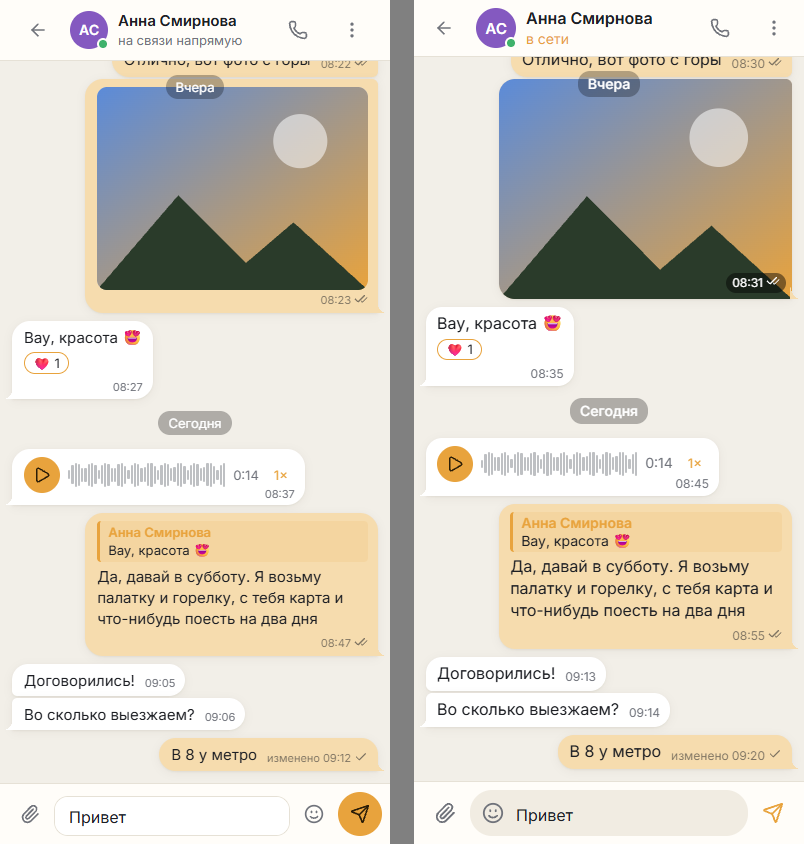 АС Анна Смирнова
на связи напрямую
Отлично, вот фото с горы 08:22
Вчера
08:23
Вау, красота 😍
❤️ 1
08:27
Сегодня
0:14 1×
08:37
Анна Смирнова
Вау, красота 😍
Да, давай в субботу. Я возьму
палатку и горелку, с тебя карта и
что-нибудь поесть на два дня
08:47
Договорились! 09:05
Во сколько выезжаем? 09:06
В 8 у метро изменено 09:12
Привет
АС Анна Смирнова
в сети
Отлично, вот фото с горы 08:30
Вчера
08:31
Вау, красота 😍
❤️ 1
08:35
Сегодня
0:14 1×
08:45
Анна Смирнова
Вау, красота 😍
Да, давай в субботу. Я возьму
палатку и горелку, с тебя карта и
что-нибудь поесть на два дня
08:55
Договорились! 09:13
Во сколько выезжаем? 09:14
В 8 у метро изменено 09:20
Привет